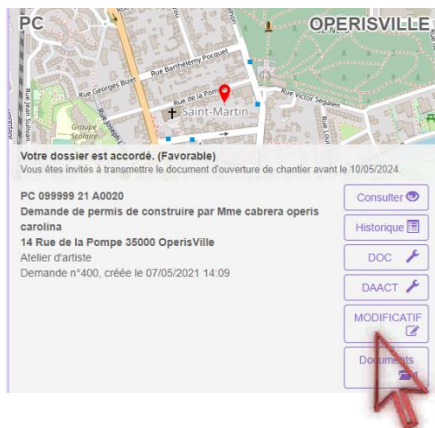 PC
OPERISVILLE
Rue Barthélemy Pocquet
Rue Georges Bizet
Rue Victor Segalen
Rue de la Pom
Saint-Martin
Groupe
Scolaire
Votre dossier est accordé. (Favorable)
Vous êtes invités à transmettre le document d'ouverture de chantier avant le 10/05/2024.
PC 099999 21 A0020
Demande de permis de construire par Mme cabrera operis
carolina
14 Rue de la Pompe 35000 OperisVille
Atelier d'artiste
Demande n°400, créée le 07/05/2021 14:09
Consulter
Historique
DOC
DAACT
MODIFICATIF
Documents